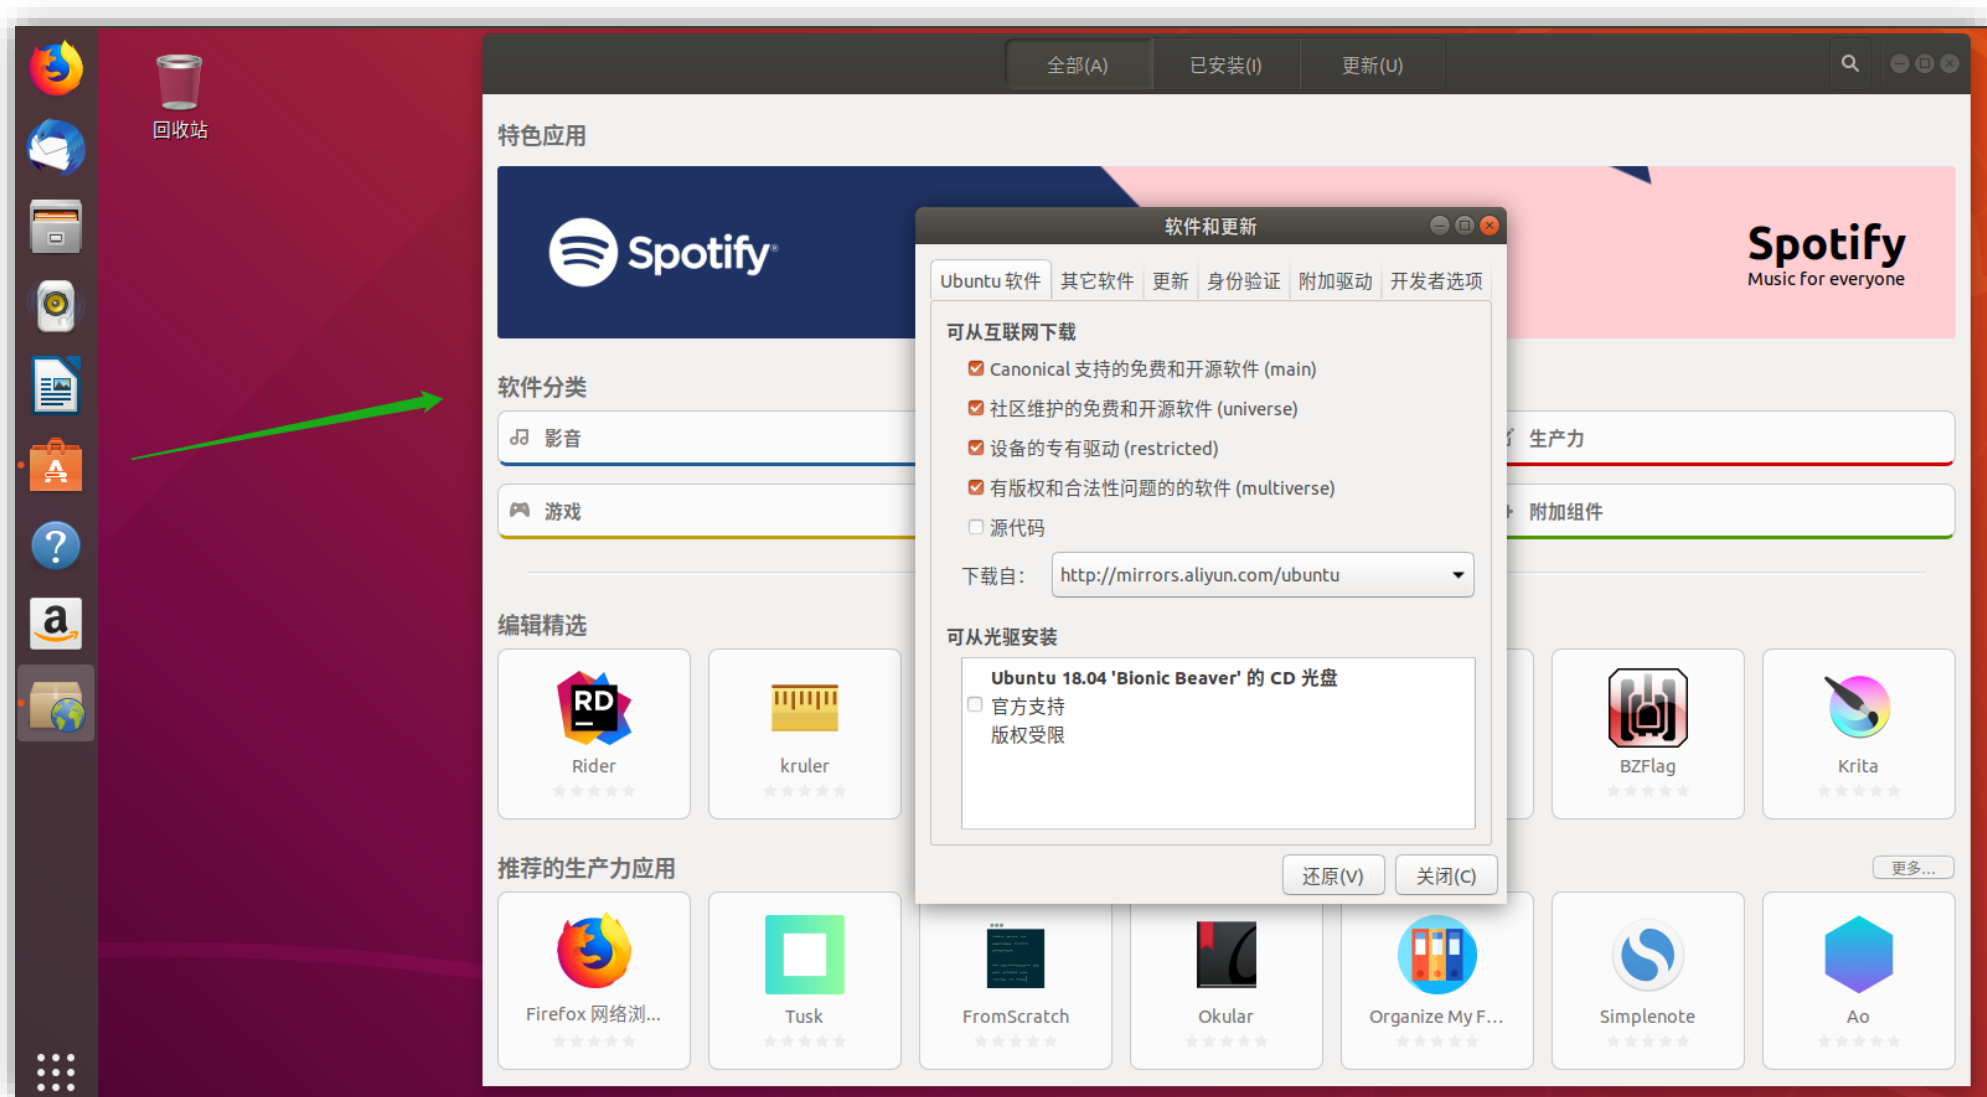 全部(A)
已安装(I)
更新(U)
回收站
特色应用
Spotify
Spotify
Music for everyone
软件分类
影音
生产力
游戏
附加组件
编辑精选
RD
Rider
kruler
BZFlag
Krita
推荐的生产力应用
更多...
Firefox 网络浏...
Tusk
FromScratch
Okular
Organize My F...
Simplenote
Ao
软件和更新
Ubuntu 软件
其它软件
更新
身份验证
附加驱动
开发者选项
可从互联网下载
Canonical 支持的免费和开源软件 (main)
社区维护的免费和开源软件 (universe)
设备的专有驱动 (restricted)
有版权和合法性问题的的软件 (multiverse)
源代码
下载自：
http://mirrors.aliyun.com/ubuntu
可从光驱安装
Ubuntu 18.04 'Bionic Beaver' 的 CD 光盘
官方支持
版权受限
还原(V)
关闭(C)